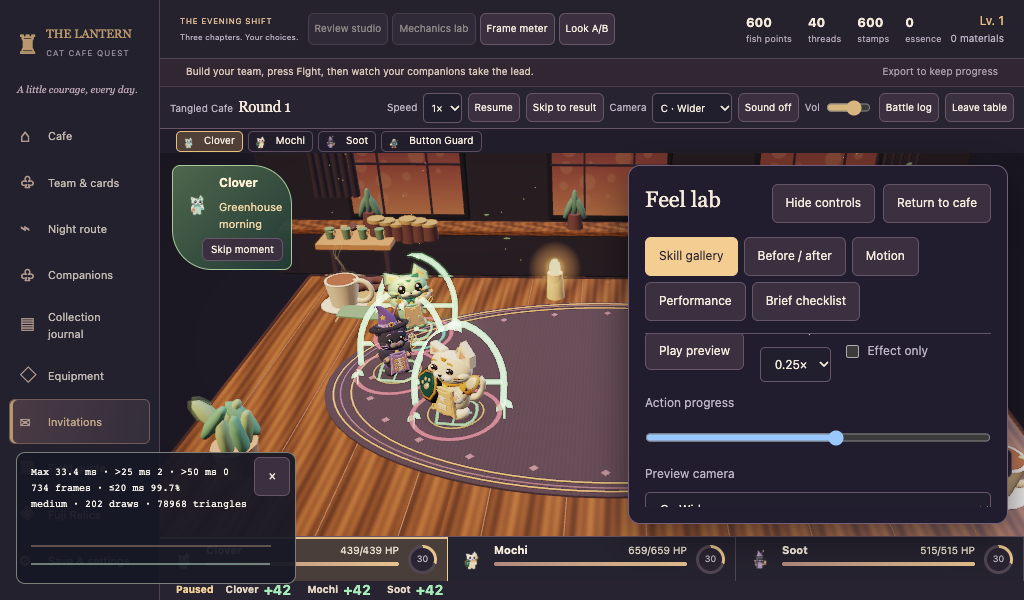 THE LANTERN
CAT CAFE QUEST
A little courage, every day.
Cafe
Team & cards
Night route
Companions
Collection
journal
Equipment
Invitations
THE EVENING SHIFT
Three chapters. Your choices.
Review studio
Mechanics lab
Frame meter
Look A/B
600
fish points
40
threads
600
stamps
0
essence
Lv. 1
0 materials
Build your team, press Fight, then watch your companions take the lead.
Export to keep progress
Tangled Cafe Round 1
Speed
1x
Resume
Skip to result
Camera
C · Wider
Sound off
Vol
Battle log
Leave table
Clover
Mochi
Soot
Button Guard
Clover
Greenhouse
morning
Skip moment
Feel lab
Hide controls
Return to cafe
Skill gallery
Before / after
Motion
Performance
Brief checklist
Play preview
0.25x
Effect only
Action progress
Preview camera
Max 33.4 ms · >25 ms 2 · >50 ms 0
734 frames · ≤20 ms 99.7%
medium · 202 draws · 78968 triangles
×
Clover
439/439 HP
30
Mochi
659/659 HP
30
Soot
515/515 HP
30
Paused Clover +42 Mochi +42 Soot +42